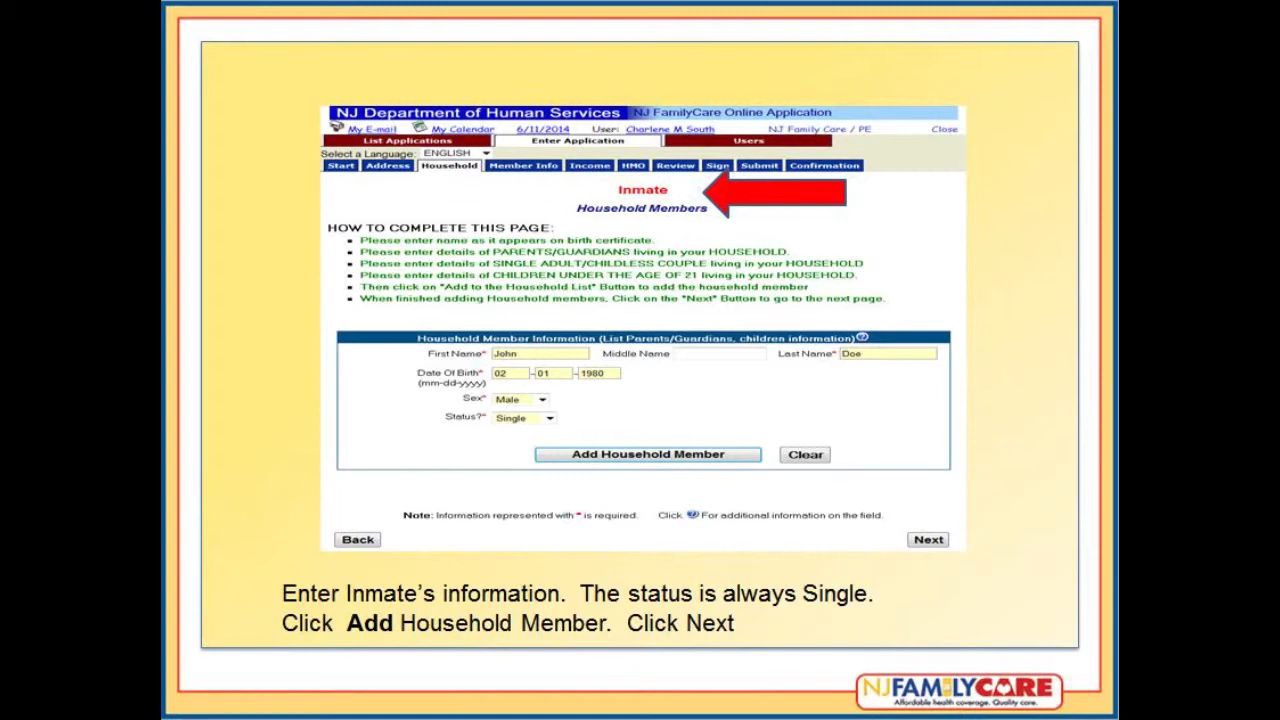 NJ Department of Human Services NJ FamilyCare Online Application
My E-mail My Calendar 6/11/2014 User: Charlene M South NJ Family Care / PE Close
List Applications Enter Application Users
Select a Language: ENGLISH
Start Address Household Member Info Income HMO Review Sign Submit Confirmation
Inmate
Household Members
HOW TO COMPLETE THIS PAGE:
▪ Please enter name as it appears on birth certificate.
▪ Please enter details of PARENTS/GUARDIANS living in your HOUSEHOLD.
▪ Please enter details of SINGLE ADULT/CHILDLESS COUPLE living in your HOUSEHOLD
▪ Please enter details of CHILDREN UNDER THE AGE OF 21 living in your HOUSEHOLD.
▪ Then click on "Add to the Household List" Button to add the household member
▪ When finished adding Household members, Click on the "Next" Button to go to the next page.
Household Member Information (List Parents/Guardians, children information)?
First Name* John Middle Name Last Name* Doe
Date Of Birth* 02 - 01 - 1980
(mm-dd-yyyy)
Sex* Male
Status?* Single
Add Household Member Clear
Note: Information represented with * is required. Click ? For additional information on the field.
Back Next
Enter Inmate’s information. The status is always Single.
Click Add Household Member. Click Next
NJFAMILYCARE
Affordable health coverage. Quality care.